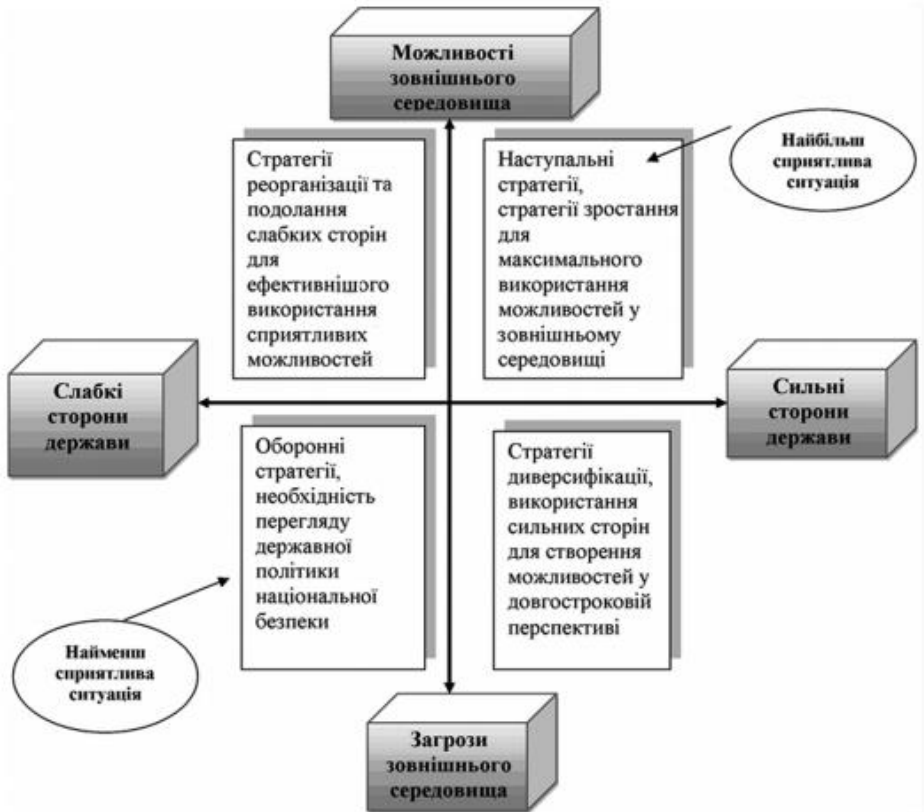 Можливості
зовнішнього
середовища
Найбільш
сприятлива
ситуація
Стратегії
реорганізації та
подолання
слабких сторін
для
ефективнішого
використання
сприятливих
можливостей
Наступальні
стратегії,
стратегії зростання
для
максимального
використання
можливостей у
зовнішньому
середовищі
Слабкі
сторони
держави
Сильні
сторони
держави
Оборонні
стратегії,
необхідність
перегляду
державної
політики
національної
безпеки
Стратегії
диверсифікації,
використання
сильних сторін
для створення
можливостей у
довгостроковій
перспективі
Найменш
сприятлива
ситуація
Загрози
зовнішнього
середовища